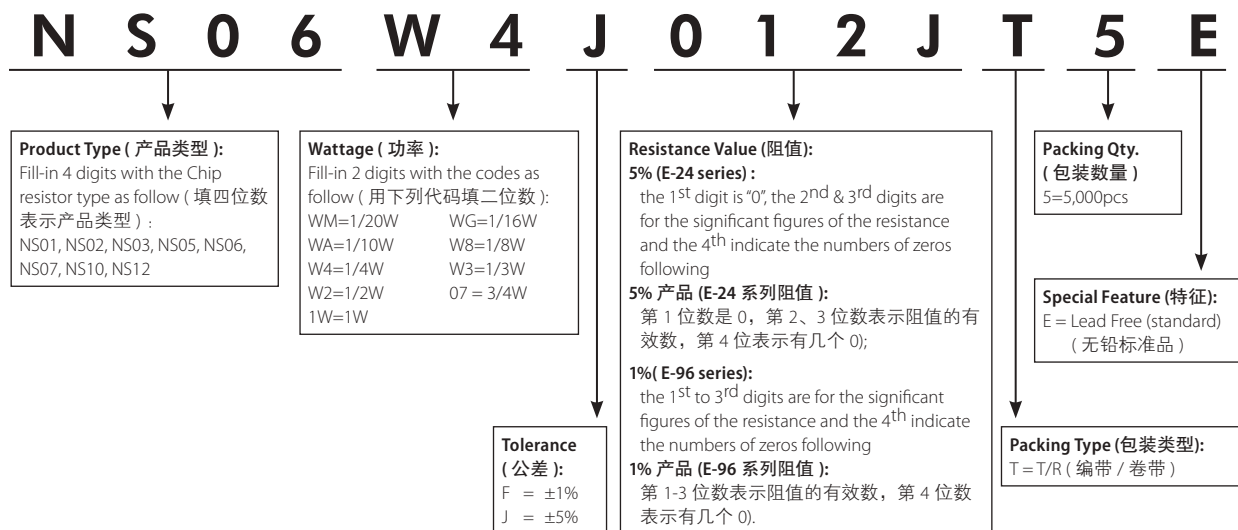 N S 0 6 W 4 J 0 1 2 J T 5 E
Product Type ( 产品类型 ):
Fill-in 4 digits with the Chip
resistor type as follow ( 填四位数
表示产品类型 ) :
NS01, NS02, NS03, NS05, NS06,
NS07, NS10, NS12
Wattage ( 功率 ):
Fill-in 2 digits with the codes as
follow ( 用下列代码填二位数 ):
WM=1/20W WG=1/16W
WA=1/10W W8=1/8W
W4=1/4W W3=1/3W
W2=1/2W 07 = 3/4W
1W=1W
Tolerance
( 公差 ):
F = ±1%
J = ±5%
Resistance Value (阻值):
5% (E-24 series) :
the 1st digit is “0”, the 2nd & 3rd digits are
for the significant figures of the resistance
and the 4th indicate the numbers of zeros
following
5% 产品 (E-24 系列阻值 ):
第 1 位数是 0，第 2、3 位数表示阻值的有
效数，第 4 位表示有几个 0);
1%( E-96 series):
the 1st to 3rd digits are for the significant
figures of the resistance and the 4th indicate
the numbers of zeros following
1% 产品 (E-96 系列阻值 ):
第 1-3 位数表示阻值的有效数，第 4 位数
表示有几个 0).
Packing Type (包装类型):
T = T/R ( 编带 / 卷带 )
Packing Qty.
( 包装数量 )
5=5,000pcs
Special Feature (特征):
E = Lead Free (standard)
( 无铅标准品 )